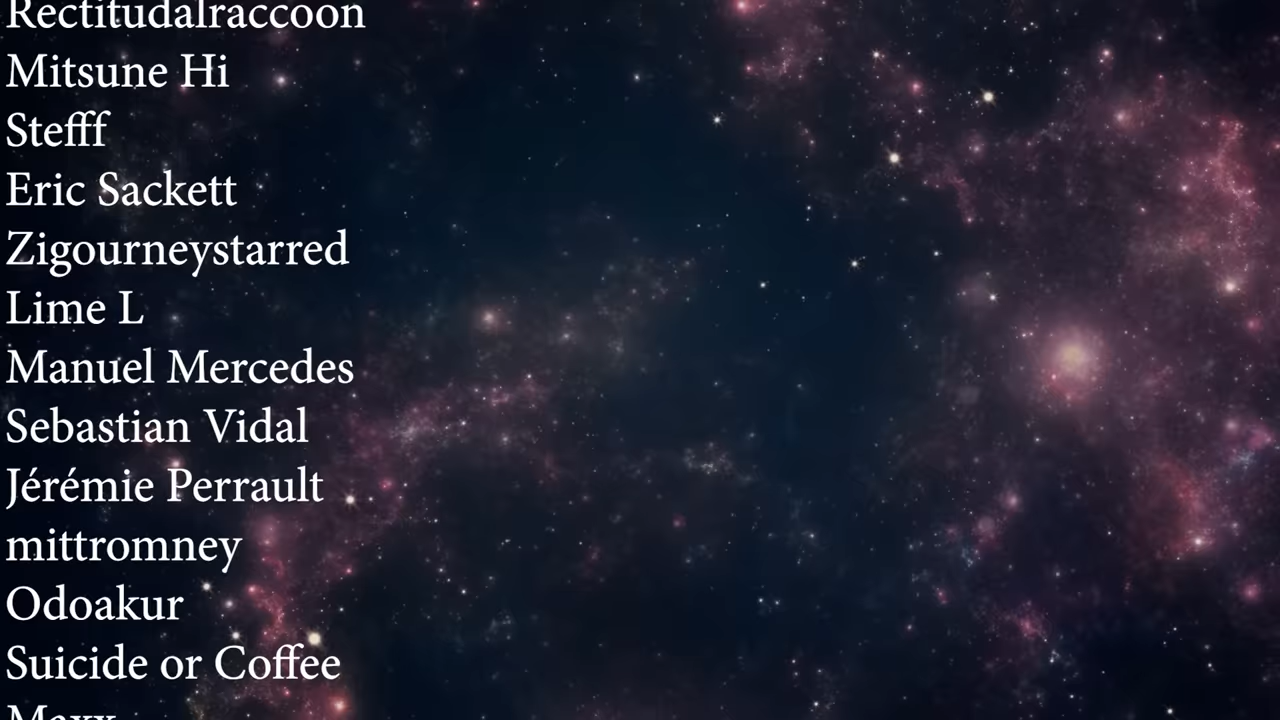 Rectitudalraccoon
Mitsune Hi
Stefff
Eric Sackett
Zigourneystarred
Lime L
Manuel Mercedes
Sebastian Vidal
Jérémie Perrault
mittromney
Odoakur
Suicide or Coffee
Maxx